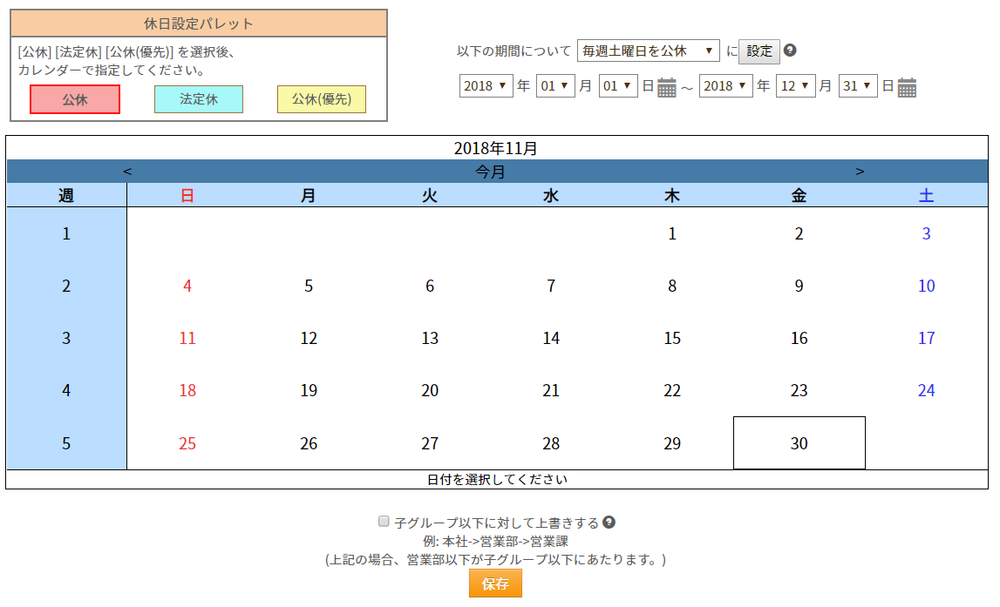 休日設定パレット
[公休] [法定休] [公休(優先)] を選択後、
カレンダーで指定してください。
公休 法定休 公休(優先)
以下の期間について 毎週土曜日を公休 ▼ に 設定 ?
2018 ▼ 年 01 ▼ 月 01 ▼ 日 ～ 2018 ▼ 年 12 ▼ 月 31 ▼ 日
2018年11月
< 今月 >
週 日 月 火 水 木 金 土
1 1 2 3
2 4 5 6 7 8 9 10
3 11 12 13 14 15 16 17
4 18 19 20 21 22 23 24
5 25 26 27 28 29 30
日付を選択してください
子グループ以下に対して上書きする ?
例: 本社->営業部->営業課
(上記の場合、営業部以下が子グループ以下にあたります。)
保存